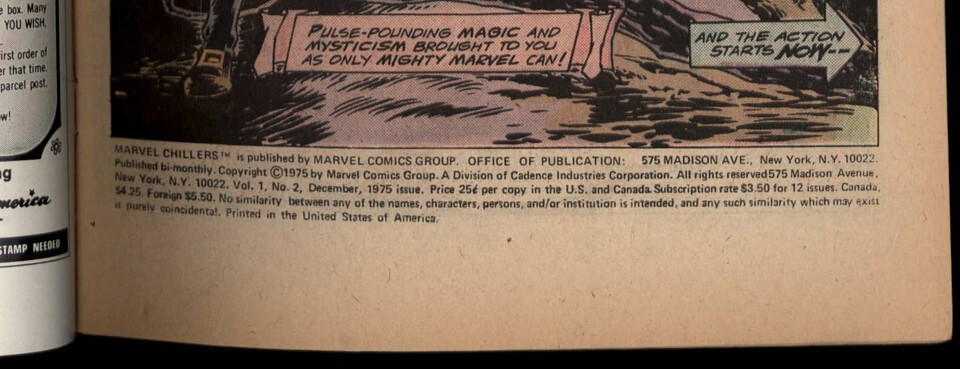 e box. Many
YOU WISH.
irst order of
er that time.
parcel post.
w!
ng
merica
STAMP NEEDED
PULSE-POUNDING MAGIC AND
MYSTICISM BROUGHT TO YOU
AS ONLY MIGHTY MARVEL CAN!
AND THE ACTION
STARTS NOW--
MARVEL CHILLERS™ is published by MARVEL COMICS GROUP. OFFICE OF PUBLICATION: 575 MADISON AVE., New York, N.Y. 10022.
Published bi-monthly. Copyright ©1975 by Marvel Comics Group. A Division of Cadence Industries Corporation. All rights reserved 575 Madison Avenue,
New York, N.Y. 10022. Vol. 1, No. 2, December, 1975 issue. Price 25¢ per copy in the U.S. and Canada. Subscription rate $3.50 for 12 issues. Canada,
$4.25. Foreign $5.50. No similarity between any of the names, characters, persons, and/or institution is intended, and any such similarity which may exist
is purely coincidental. Printed in the United States of America.